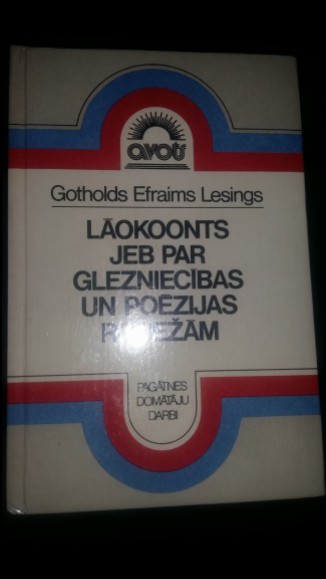 avots
Gotholds Efraims Lesings
LĀOKOONTS
JEB PAR
GLEZNIECĪBAS
UN POĒZIJAS
ROBEŽĀM
PAGĀTNES
DOMĀTĀJU
DARBI